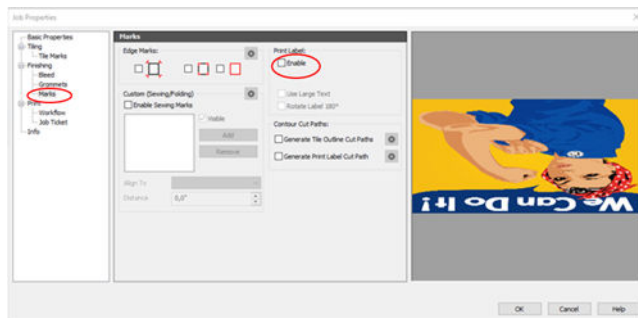 Job Properties
Basic Properties
Tiling
Tile Marks
Finishing
Bleed
Grommets
Marks
Print
Workflow
Job Ticket
Info
Marks
Edge Marks:
Custom (Sewing/Folding)
Enable Sewing Marks
Visible
Add
Remove
Align To
Distance
0,0"
Print Label:
Enable
Use Large Text
Rotate Label 180°
Contour Cut Paths:
Generate Tile Outline Cut Paths
Generate Print Label Cut Path
We Can Do It!
OK
Cancel
Help